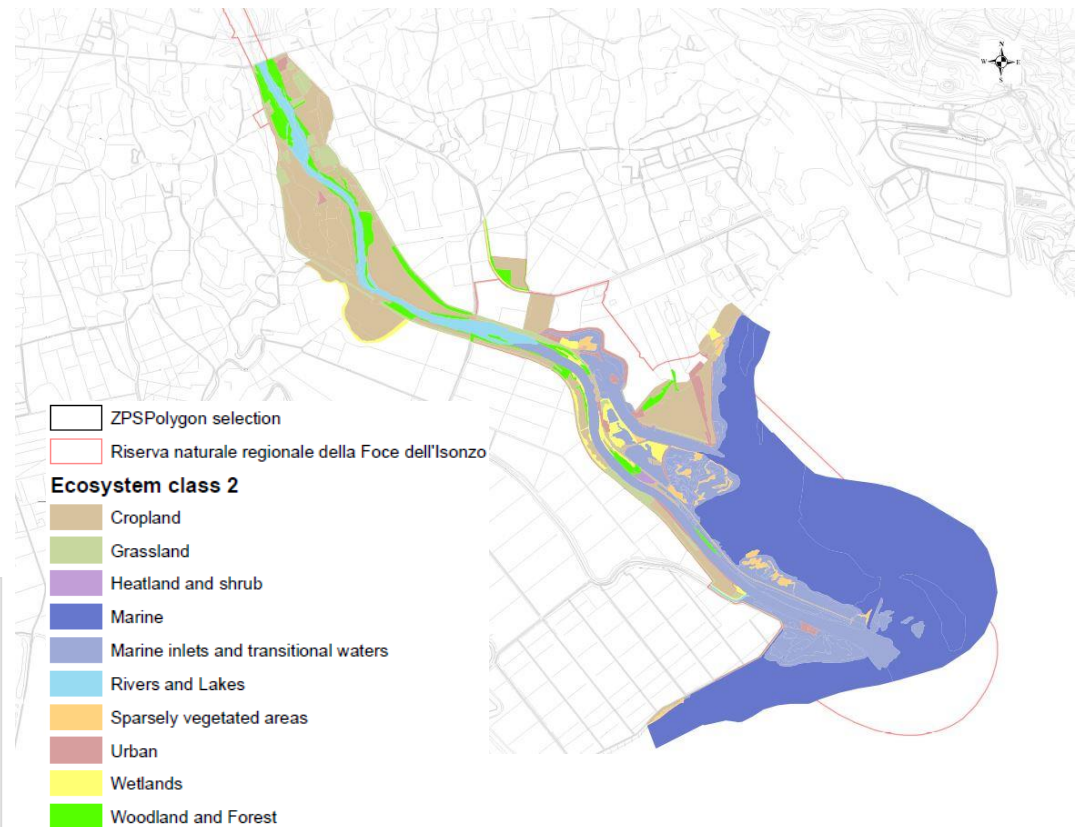 N
W E
S
ZPSPolygon selection
Riserva naturale regionale della Foce dell'Isonzo
Ecosystem class 2
Cropland
Grassland
Heatland and shrub
Marine
Marine inlets and transitional waters
Rivers and Lakes
Sparsely vegetated areas
Urban
Wetlands
Woodland and Forest